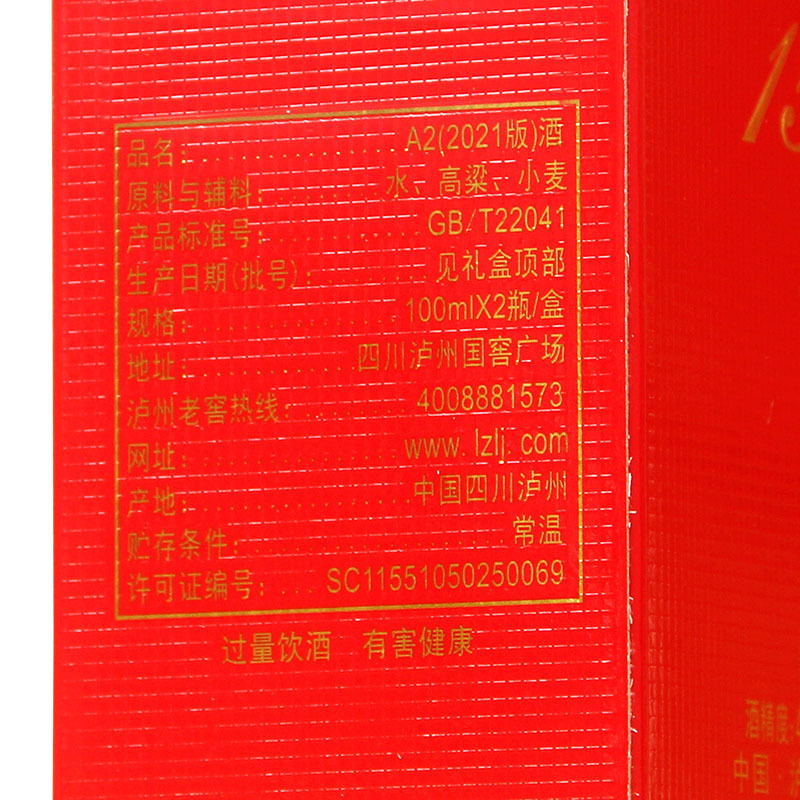 品名: A2(2021版)酒
原料与辅料: 水、高粱、小麦
产品标准号: GB/T22041
生产日期(批号): 见礼盒顶部
规格: 100mlX2瓶/盒
地址: 四川泸州国窖广场
泸州老窖热线: 4008881573
网址: www.lzlj.com
产地: 中国四川泸州
贮存条件: 常温
许可证编号: SC11551050250069
过量饮酒 有害健康
酒精度:
中国·